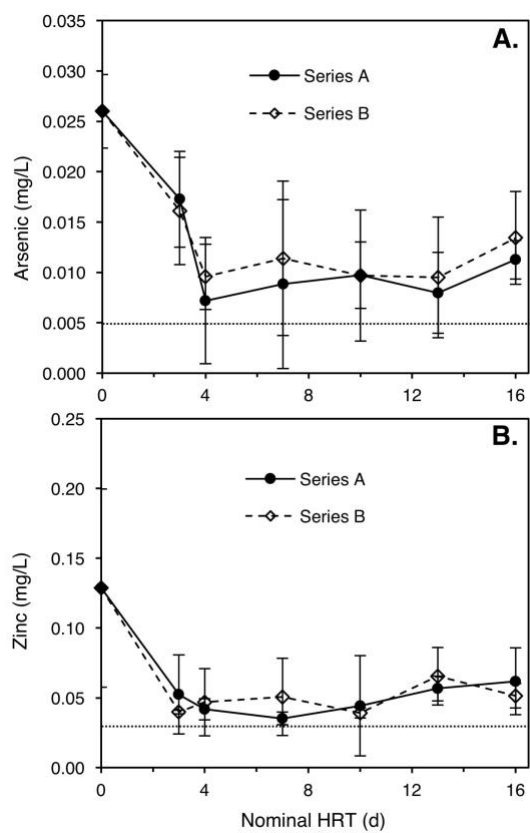 A.
0.035
0.030
0.025
0.020
0.015
0.010
0.005
0.000
Arsenic (mg/L)
Series A
Series B
0 4 8 12 16
B.
0.25
0.20
0.15
0.10
0.05
0.00
Zinc (mg/L)
Series A
Series B
0 4 8 12 16
Nominal HRT (d)